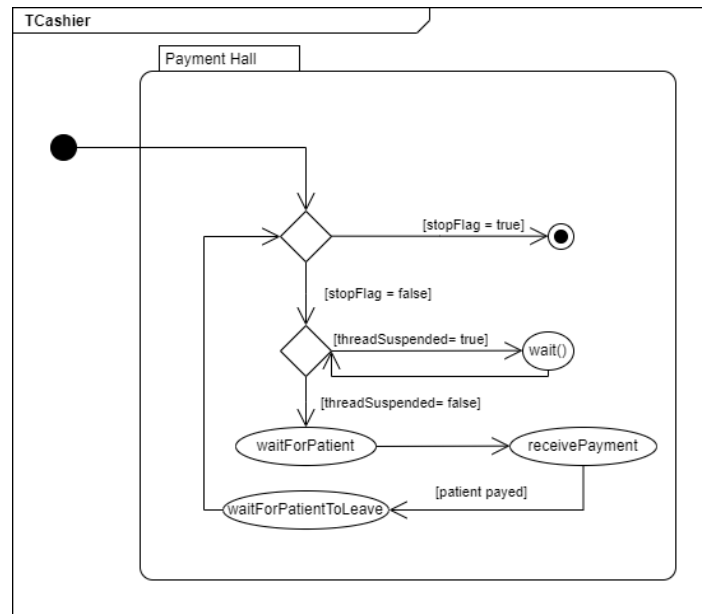 TCashier
Payment Hall
[stopFlag = true]
[stopFlag = false]
[threadSuspended= true]
wait()
[threadSuspended= false]
waitForPatient
receivePayment
[patient payed]
waitForPatientToLeave